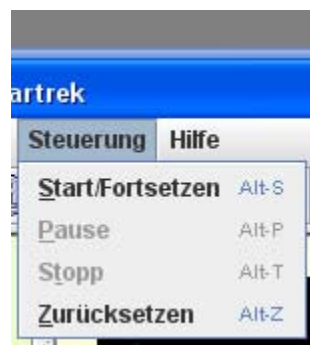 artrek
Steuerung Hilfe
Start/Fortsetzen Alt-S
Pause Alt-P
Stopp Alt-T
Zurücksetzen Alt-Z